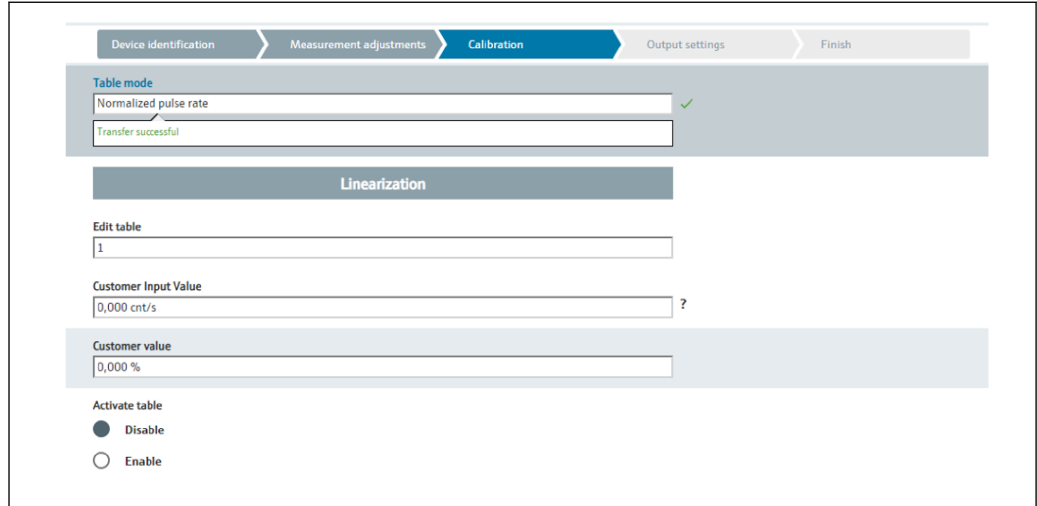 Device identification
Measurement adjustments
Calibration
Output settings
Finish
Table mode
Normalized pulse rate
Transfer successful
Linearization
Edit table
1
Customer Input Value
0,000 cnt/s
?
Customer value
0,000 %
Activate table
Disable
Enable